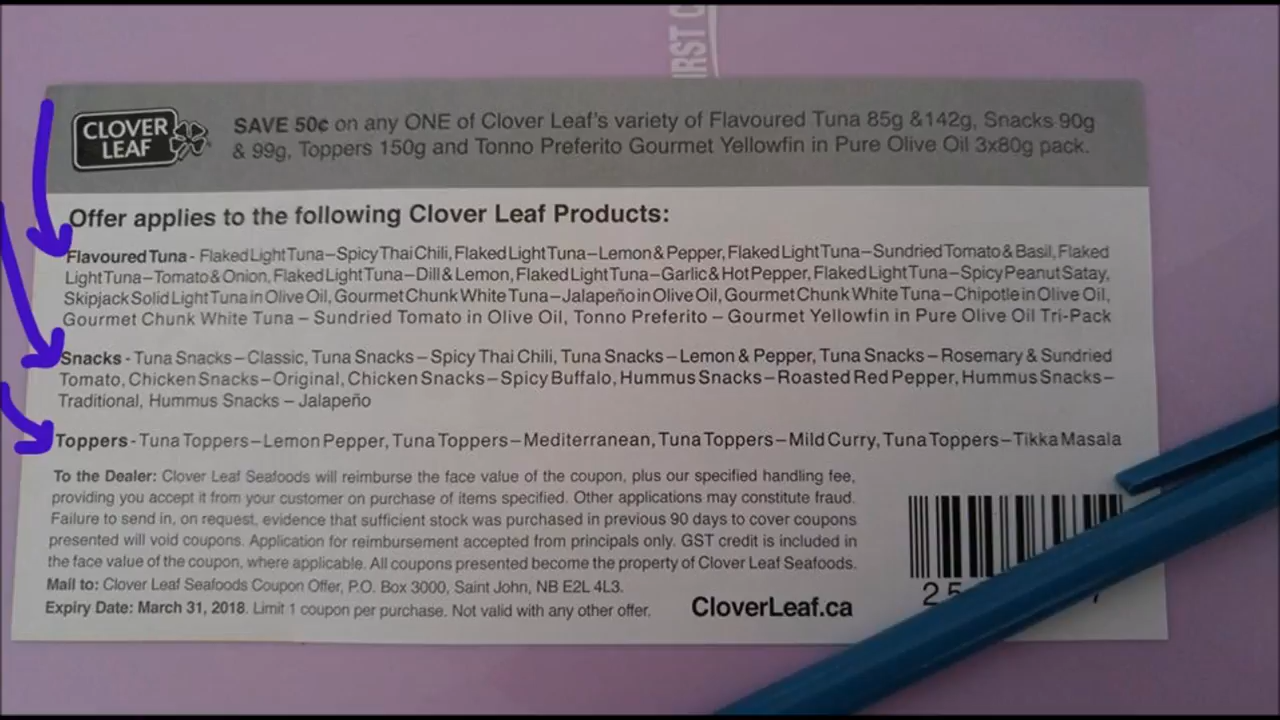 IRST C
CLOVER
LEAF
SAVE 50¢ on any ONE of Clover Leaf's variety of Flavoured Tuna 85g &142g, Snacks 90g
& 99g, Toppers 150g and Tonno Preferito Gourmet Yellowfin in Pure Olive Oil 3x80g pack.
Offer applies to the following Clover Leaf Products:
Flavoured Tuna - Flaked Light Tuna–Spicy Thai Chili, Flaked Light Tuna–Lemon & Pepper, Flaked Light Tuna–Sundried Tomato & Basil, Flaked
Light Tuna–Tomato & Onion, Flaked Light Tuna–Dill & Lemon, Flaked Light Tuna–Garlic & Hot Pepper, Flaked Light Tuna–Spicy Peanut Satay,
Skipjack Solid Light Tuna in Olive Oil, Gourmet Chunk White Tuna–Jalapeño in Olive Oil, Gourmet Chunk White Tuna–Chipotle in Olive Oil,
Gourmet Chunk White Tuna – Sundried Tomato in Olive Oil, Tonno Preferito – Gourmet Yellowfin in Pure Olive Oil Tri-Pack
Snacks - Tuna Snacks–Classic, Tuna Snacks–Spicy Thai Chili, Tuna Snacks–Lemon & Pepper, Tuna Snacks–Rosemary & Sundried
Tomato, Chicken Snacks–Original, Chicken Snacks–Spicy Buffalo, Hummus Snacks–Roasted Red Pepper, Hummus Snacks–
Traditional, Hummus Snacks – Jalapeño
Toppers - Tuna Toppers–Lemon Pepper, Tuna Toppers–Mediterranean, Tuna Toppers–Mild Curry, Tuna Toppers–Tikka Masala
To the Dealer: Clover Leaf Seafoods will reimburse the face value of the coupon, plus our specified handling fee,
providing you accept it from your customer on purchase of items specified. Other applications may constitute fraud.
Failure to send in, on request, evidence that sufficient stock was purchased in previous 90 days to cover coupons
presented will void coupons. Application for reimbursement accepted from principals only. GST credit is included in
the face value of the coupon, where applicable. All coupons presented become the property of Clover Leaf Seafoods.
Mail to: Clover Leaf Seafoods Coupon Offer, P.O. Box 3000, Saint John, NB E2L 4L3.
Expiry Date: March 31, 2018. Limit 1 coupon per purchase. Not valid with any other offer.
CloverLeaf.ca